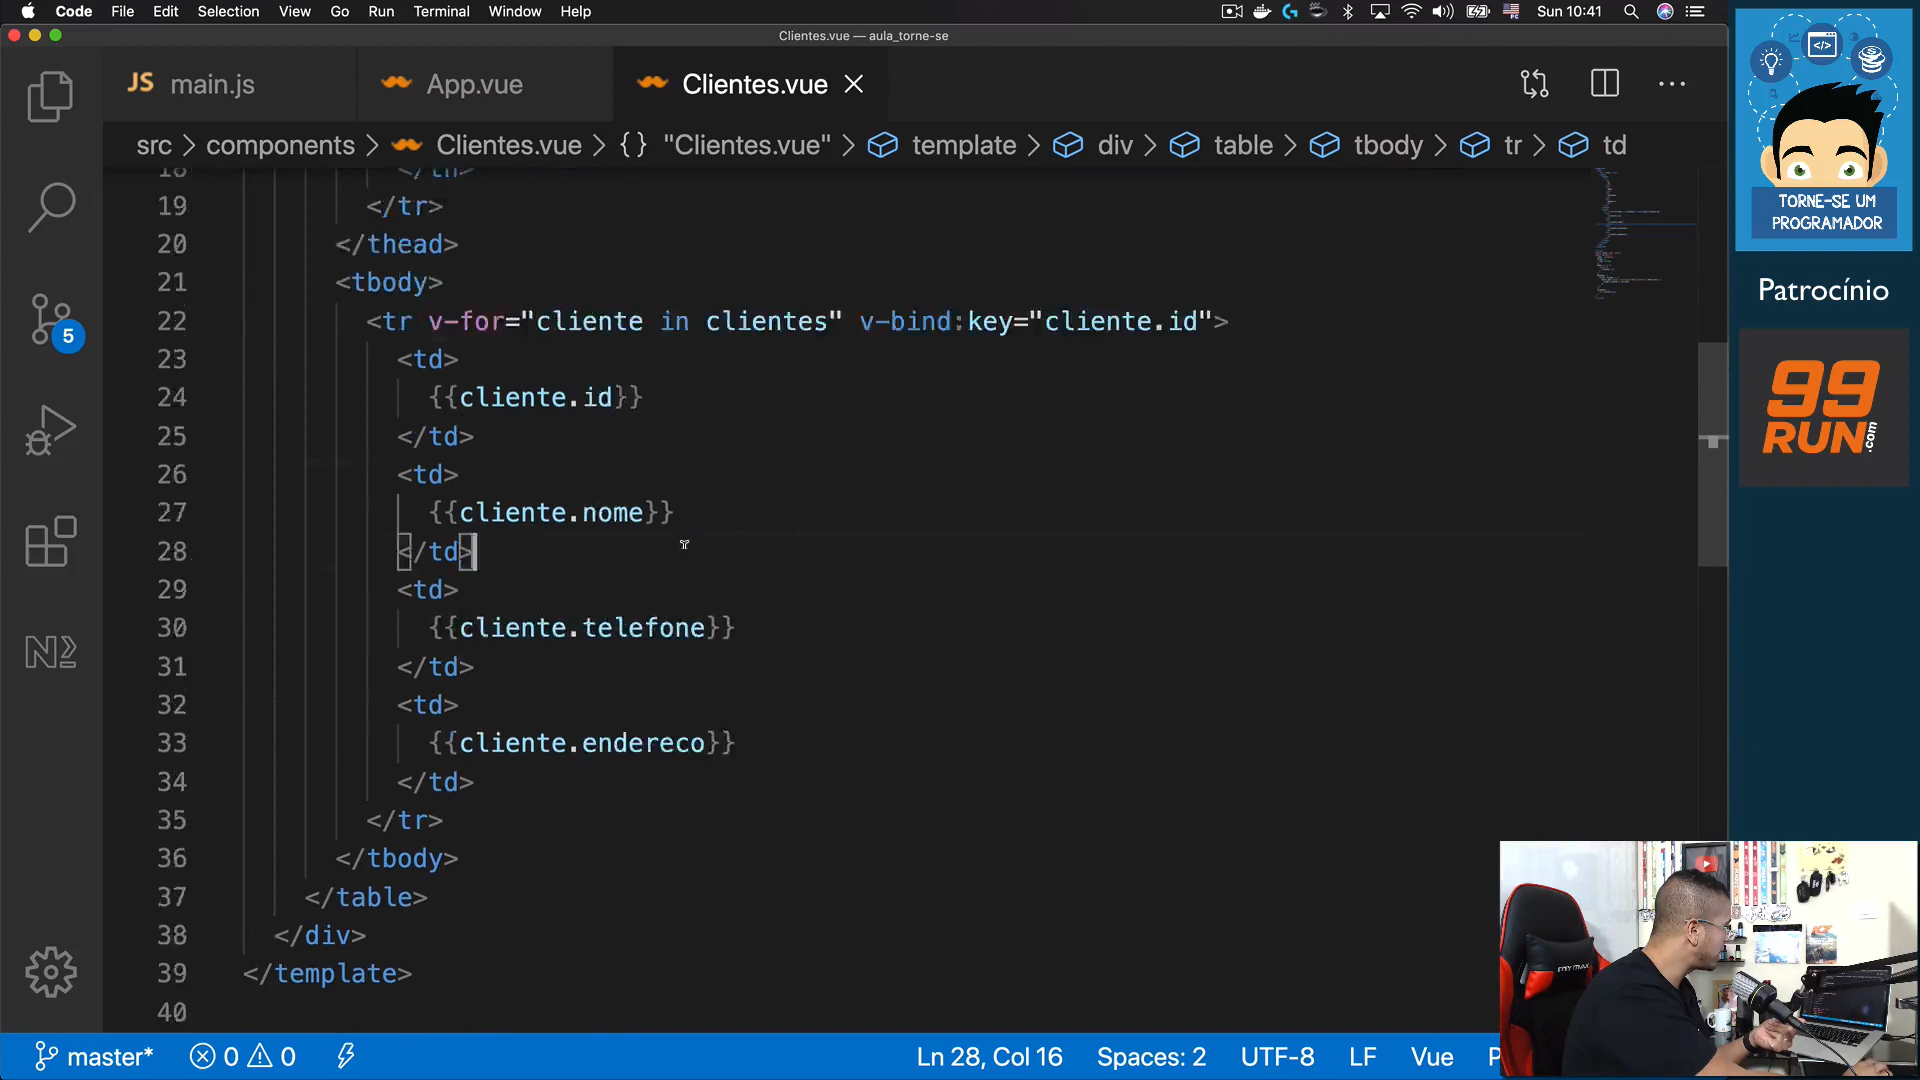 Code File Edit Selection View Go Run Terminal Window Help Sun 10:41
Clientes.vue — aula_torne-se
JS main.js App.vue Clientes.vue
src > components > Clientes.vue > {} "Clientes.vue" > template > div > table > tbody > tr > td
18 </th>
19 </tr>
20 </thead>
21 <tbody>
22 <tr v-for="cliente in clientes" v-bind:key="cliente.id">
23 <td>
24 {{cliente.id}}
25 </td>
26 <td>
27 {{cliente.nome}}
28 </td>
29 <td>
30 {{cliente.telefone}}
31 </td>
32 <td>
33 {{cliente.endereco}}
34 </td>
35 </tr>
36 </tbody>
37 </table>
38 </div>
39 </template>
40
5
master* 0 0 Ln 28, Col 16 Spaces: 2 UTF-8 LF Vue P
</>
TORNE-SE UM
PROGRAMADOR
Patrocínio
99
RUN.com